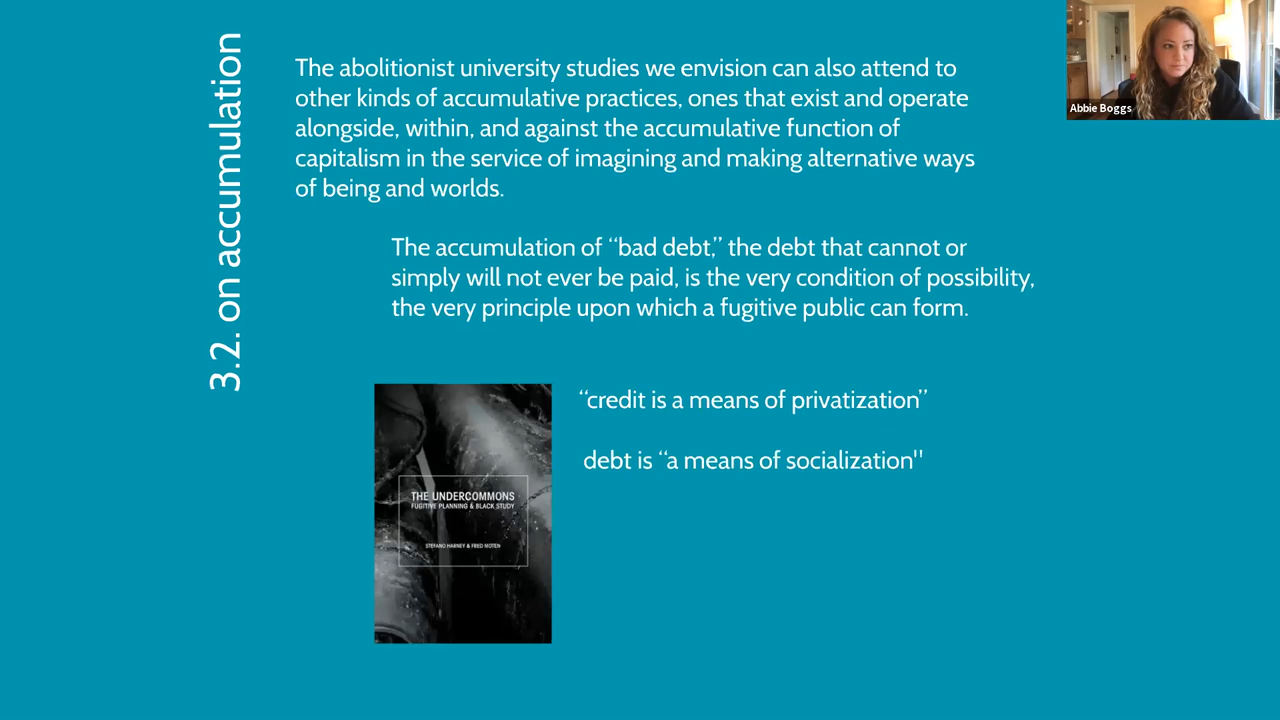 3.2. on accumulation
The abolitionist university studies we envision can also attend to
other kinds of accumulative practices, ones that exist and operate
alongside, within, and against the accumulative function of
capitalism in the service of imagining and making alternative ways
of being and worlds.
The accumulation of “bad debt,” the debt that cannot or
simply will not ever be paid, is the very condition of possibility,
the very principle upon which a fugitive public can form.
“credit is a means of privatization”
debt is “a means of socialization"
THE UNDERCOMMONS
FUGITIVE PLANNING & BLACK STUDY
STEFANO HARNEY & FRED MOTEN
Abbie Boggs